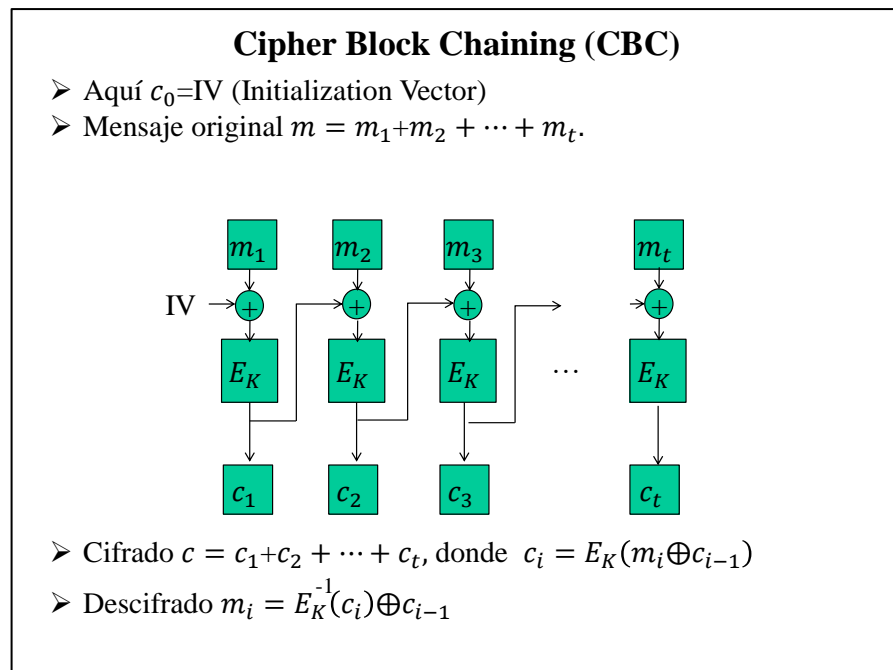 Cipher Block Chaining (CBC)
➢ Aquí c₀=IV (Initialization Vector)
➢ Mensaje original m = m₁+m₂ + ⋯ + mₜ.
m₁ m₂ m₃ mₜ
IV + + + +
E_K E_K E_K ⋯ E_K
c₁ c₂ c₃ cₜ
➢ Cifrado c = c₁+c₂ + ⋯ + cₜ, donde cᵢ = E_K(mᵢ⊕cᵢ₋₁)
➢ Descifrado mᵢ = E_K⁻¹(cᵢ)⊕cᵢ₋₁